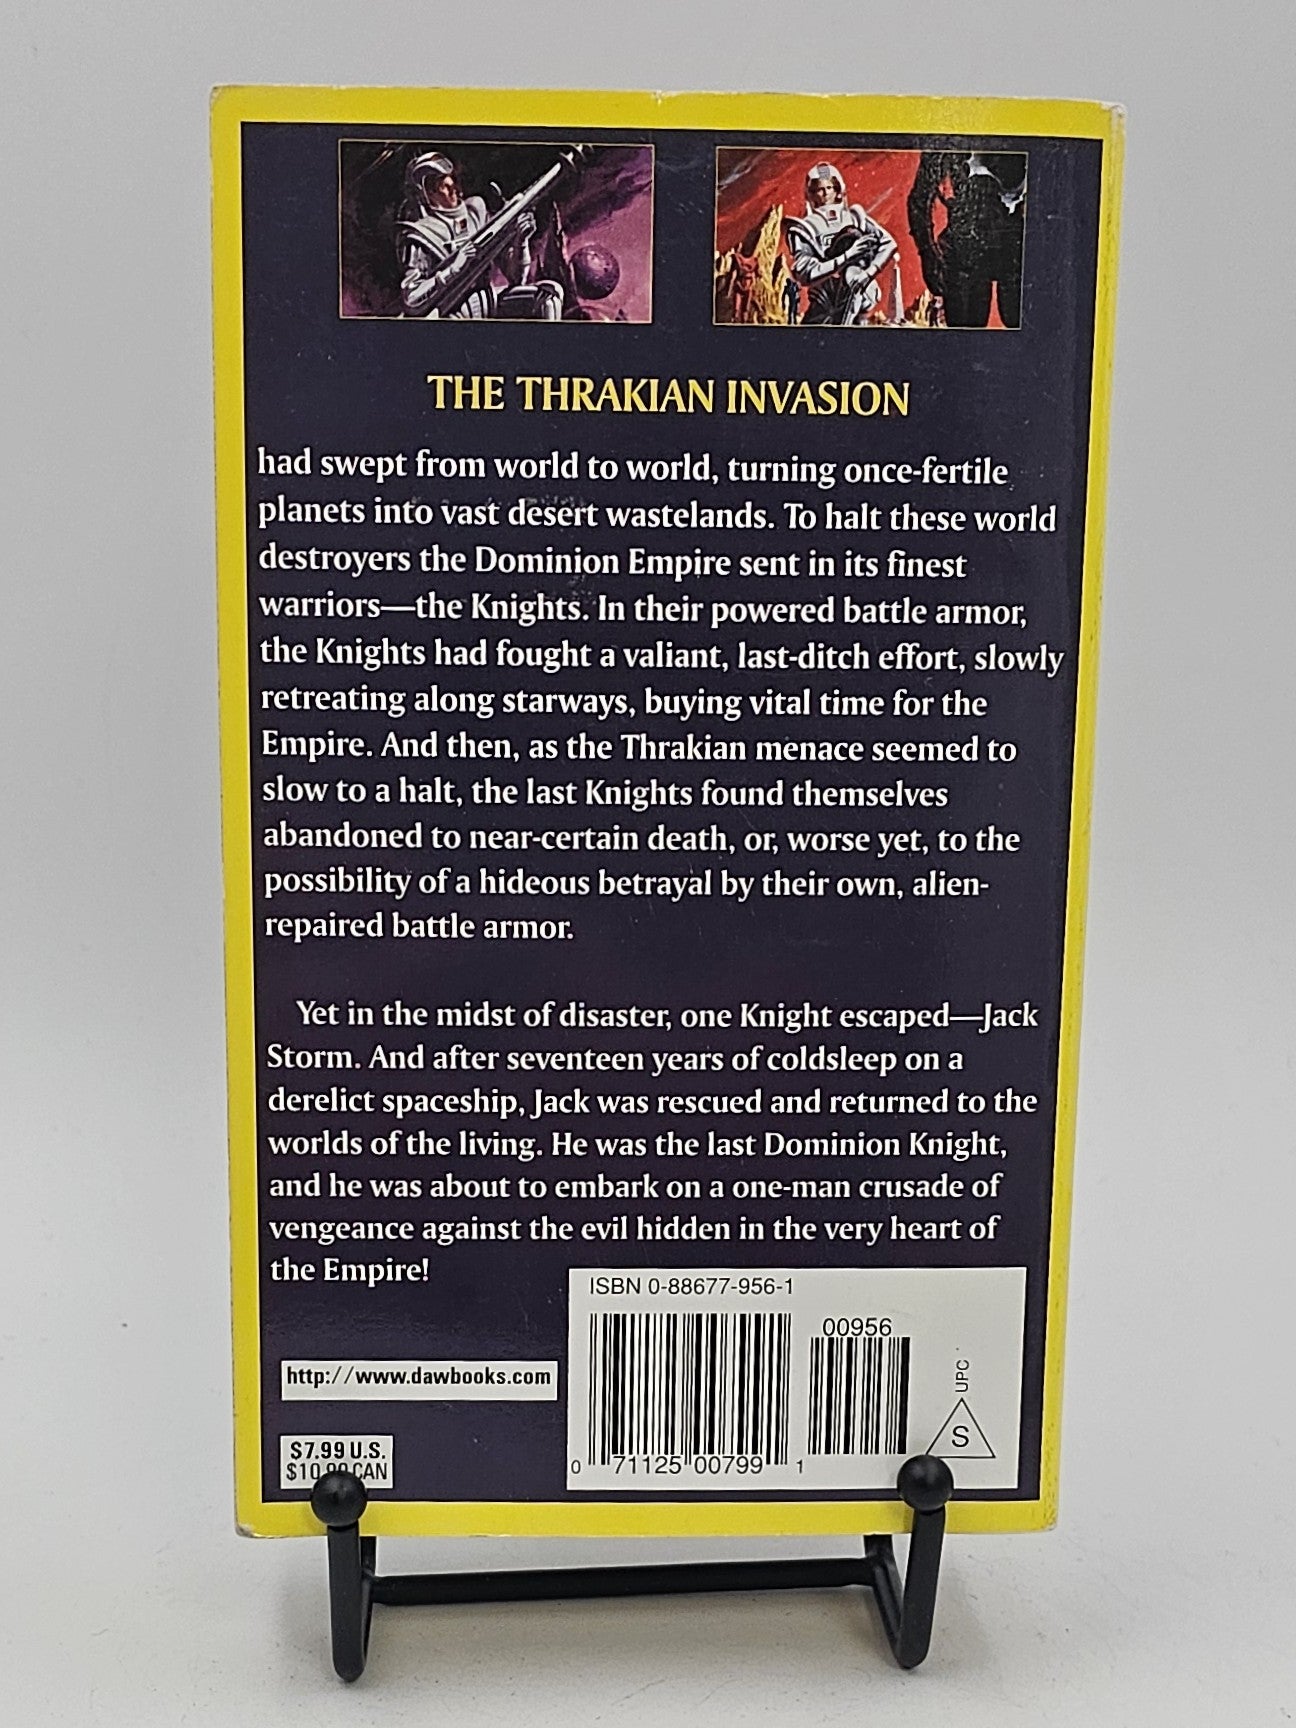 THE THRAKIAN INVASION
had swept from world to world, turning once-fertile
planets into vast desert wastelands. To halt these world
destroyers the Dominion Empire sent in its finest
warriors—the Knights. In their powered battle armor,
the Knights had fought a valiant, last-ditch effort, slowly
retreating along starways, buying vital time for the
Empire. And then, as the Thrakian menace seemed to
slow to a halt, the last Knights found themselves
abandoned to near-certain death, or, worse yet, to the
possibility of a hideous betrayal by their own, alien-
repaired battle armor.
Yet in the midst of disaster, one Knight escaped—Jack
Storm. And after seventeen years of coldsleep on a
derelict spaceship, Jack was rescued and returned to the
worlds of the living. He was the last Dominion Knight,
and he was about to embark on a one-man crusade of
vengeance against the evil hidden in the very heart of
the Empire!
ISBN 0-88677-956-1
00956
UPC
S
0 71125 00799 1
http://www.dawbooks.com
$7.99 U.S.
CAN